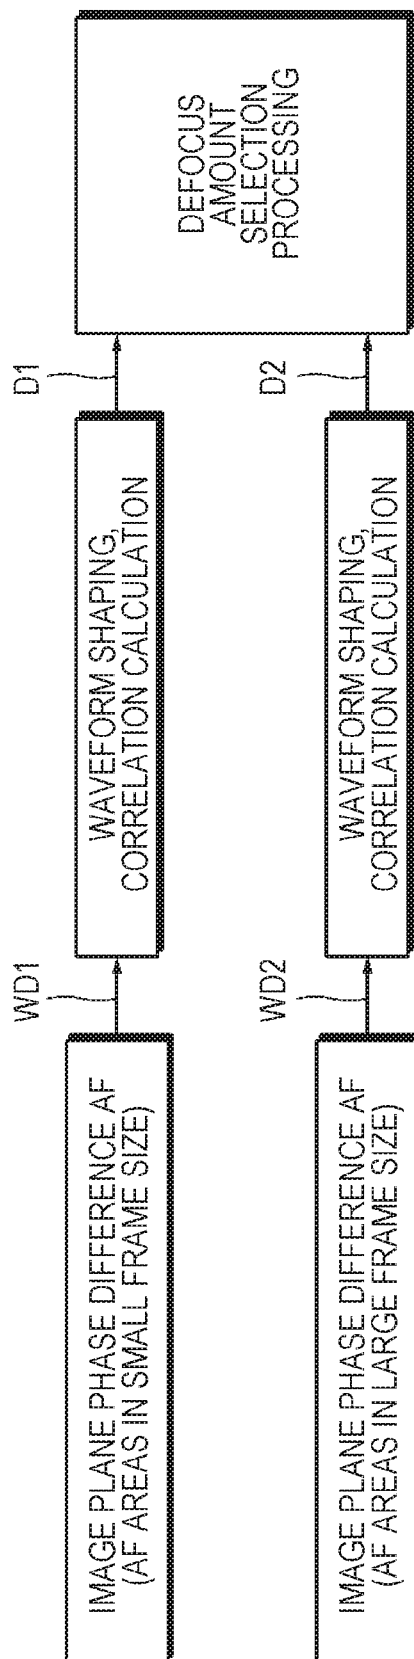 IMAGE PLANE PHASE DIFFERENCE AF
(AF AREAS IN SMALL FRAME SIZE)
WD1
WAVEFORM SHAPING,
CORRELATION CALCULATION
D1
IMAGE PLANE PHASE DIFFERENCE AF
(AF AREAS IN LARGE FRAME SIZE)
WD2
WAVEFORM SHAPING,
CORRELATION CALCULATION
D2
DEFOCUS
AMOUNT
SELECTION
PROCESSING